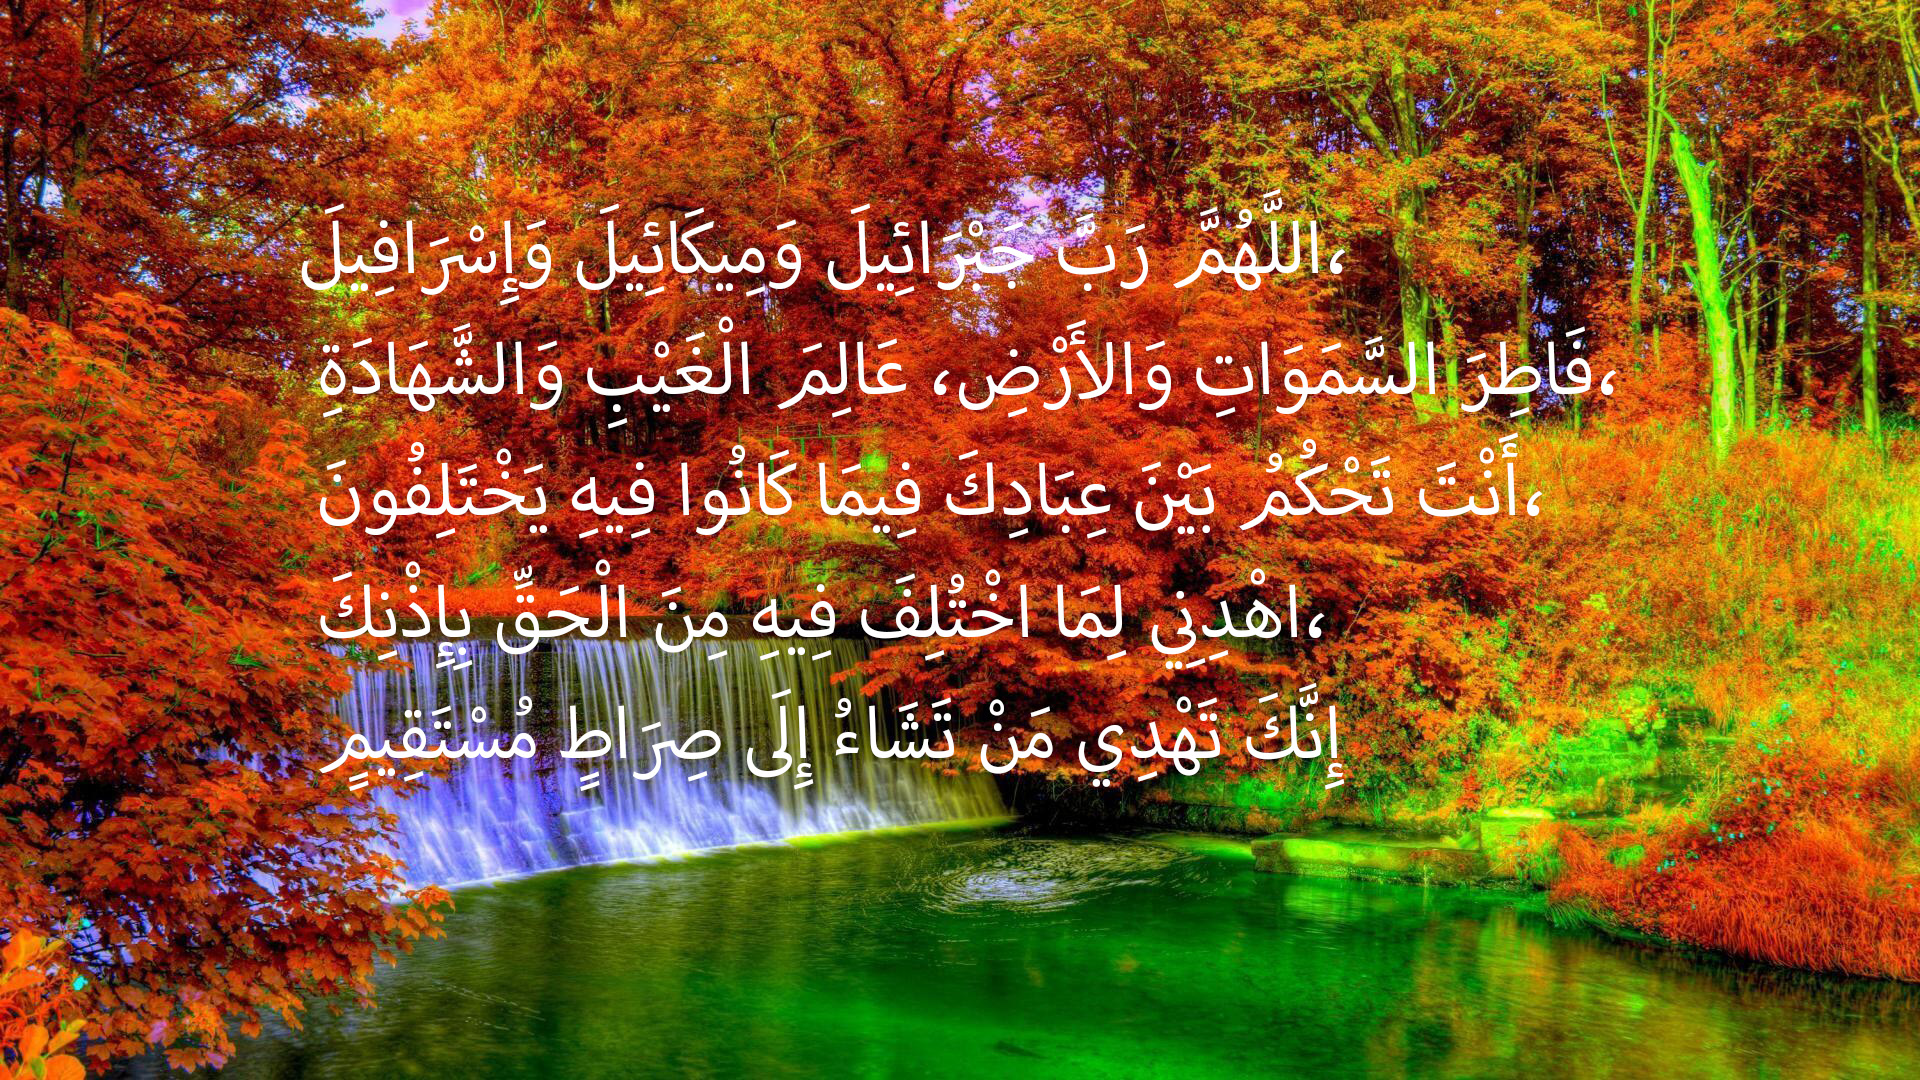 اللَّهُمَّ رَبَّ جَبْرَائِيلَ وَمِيكَائِيلَ وَإِسْرَافِيلَ،
فَاطِرَ السَّمَوَاتِ وَالأَرْضِ، عَالِمَ الْغَيْبِ وَالشَّهَادَةِ،
أَنْتَ تَحْكُمُ بَيْنَ عِبَادِكَ فِيمَا كَانُوا فِيهِ يَخْتَلِفُونَ،
اهْدِنِي لِمَا اخْتُلِفَ فِيهِ مِنَ الْحَقِّ بِإِذْنِكَ،
إِنَّكَ تَهْدِي مَنْ تَشَاءُ إِلَى صِرَاطٍ مُسْتَقِيمٍ